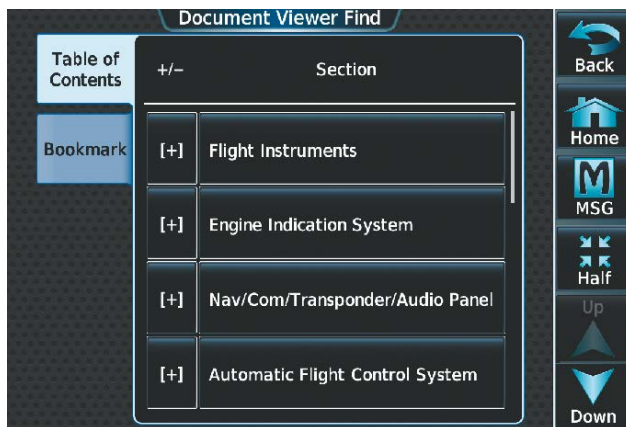 Document Viewer Find
Table of
Contents
Bookmark
+/− Section
[+] Flight Instruments
[+] Engine Indication System
[+] Nav/Com/Transponder/Audio Panel
[+] Automatic Flight Control System
Back
Home
M
MSG
Half
Up
Down